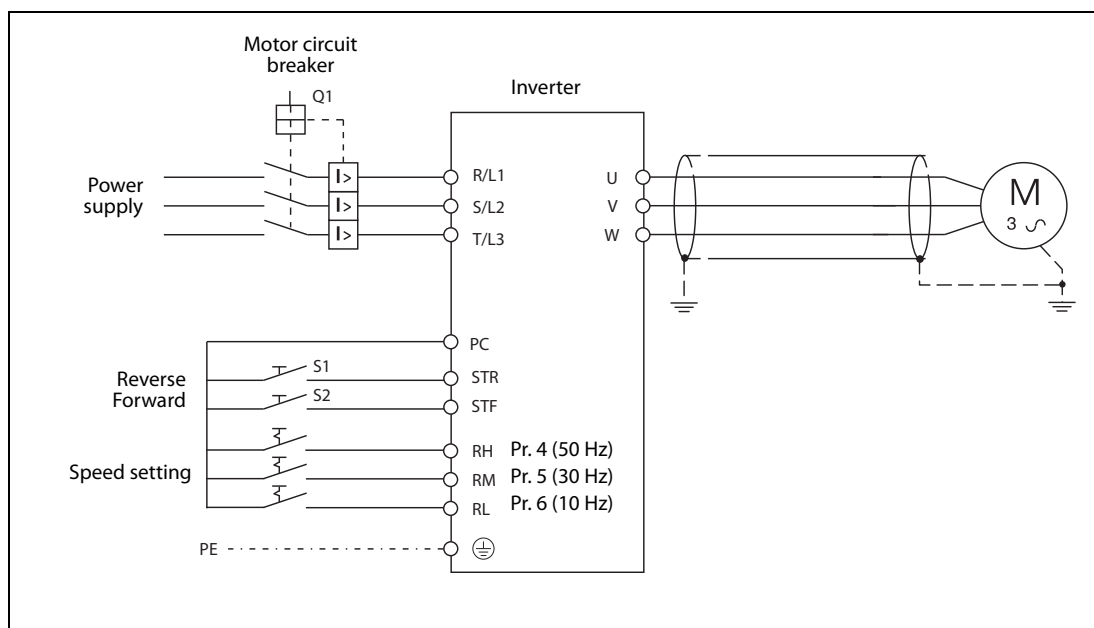 Motor circuit
breaker
Q1
Inverter
Power
supply
I>
I>
I>
R/L1
S/L2
T/L3
U
V
W
M
3
PC
Reverse
Forward
S1
S2
STR
STF
Speed setting
RH Pr. 4 (50 Hz)
RM Pr. 5 (30 Hz)
RL Pr. 6 (10 Hz)
PE